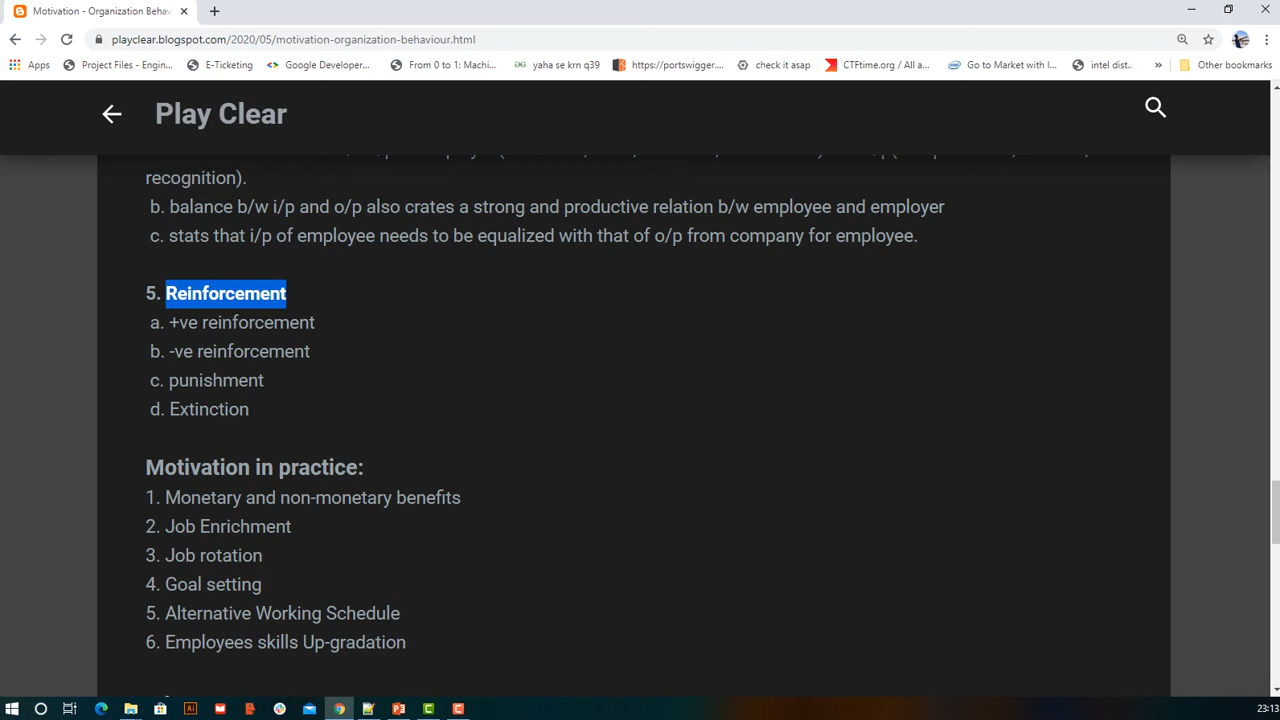 Motivation - Organization Behav
playclear.blogspot.com/2020/05/motivation-organization-behaviour.html
Apps Project Files - Engin... E-Ticketing Google Developer... From 0 to 1: Machi... yaha se krn q39 https://portswigger... check it asap CTFtime.org / All a... Go to Market with I... intel dist.. » Other bookmarks
Play Clear
recognition).
b. balance b/w i/p and o/p also crates a strong and productive relation b/w employee and employer
c. stats that i/p of employee needs to be equalized with that of o/p from company for employee.
5. Reinforcement
a. +ve reinforcement
b. -ve reinforcement
c. punishment
d. Extinction
Motivation in practice:
1. Monetary and non-monetary benefits
2. Job Enrichment
3. Job rotation
4. Goal setting
5. Alternative Working Schedule
6. Employees skills Up-gradation
23:13